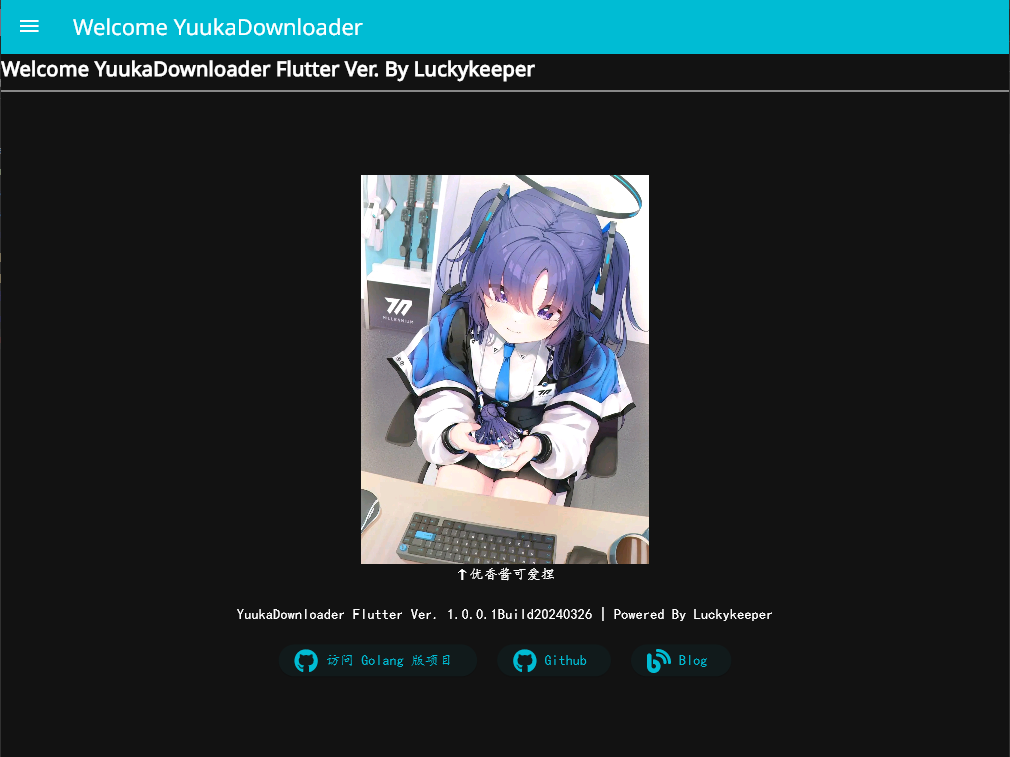 Welcome YuukaDownloader
Welcome YuukaDownloader Flutter Ver. By Luckykeeper
MILLENNIUM
↑优香酱可爱捏
YuukaDownloader Flutter Ver. 1.0.0.1Build20240326 | Powered By Luckykeeper
访问 Golang 版项目
Github
Blog